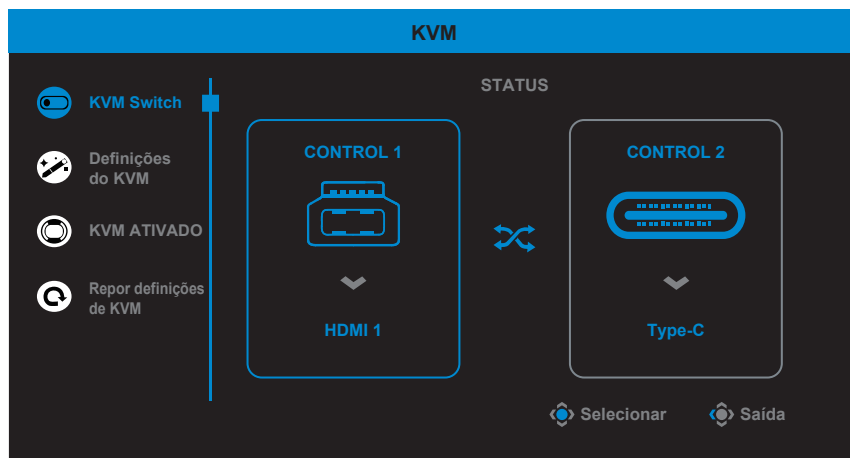 KVM
KVM Switch
Definições
do KVM
KVM ATIVADO
Repor definições
de KVM
STATUS
CONTROL 1
HDMI 1
CONTROL 2
Type-C
Selecionar
Saída